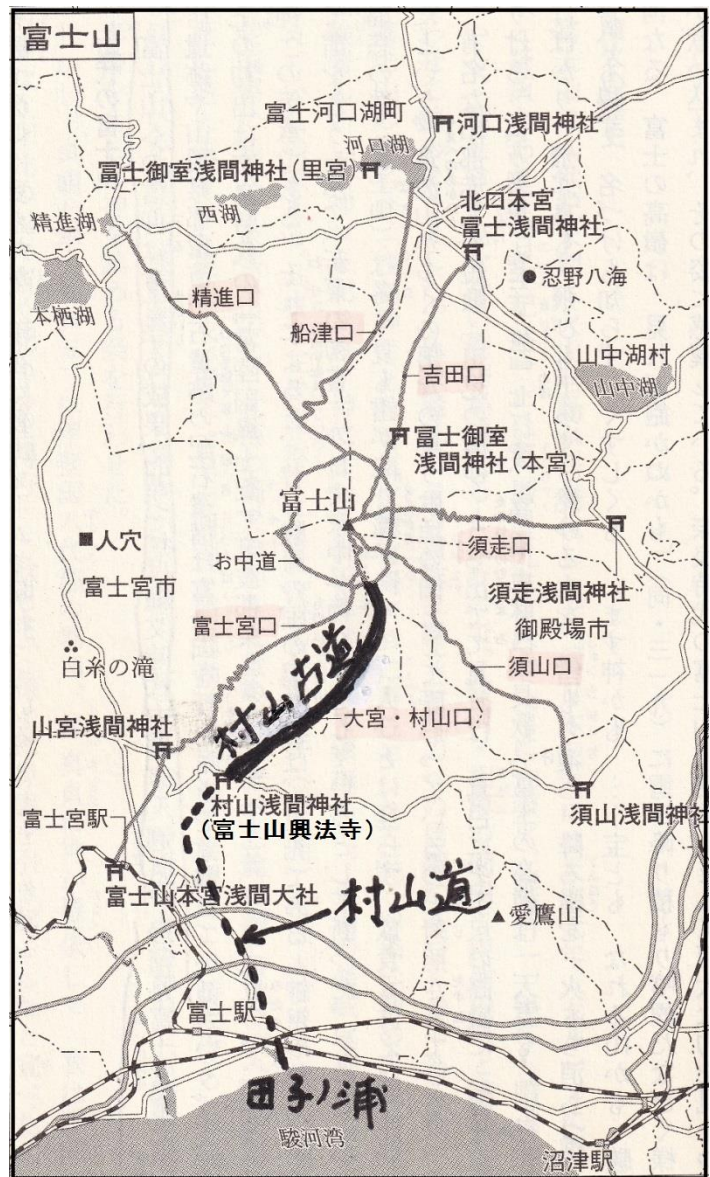 富士山
富士河口湖町
河口湖
河口浅間神社
富士御室浅間神社(里宮)
北口本宮
富士浅間神社
西湖
精進湖
忍野八海
本栖湖
精進口
船津口
山中湖村
山中湖
吉田口
冨士御室
浅間神社(本宮)
富士山
須走口
人穴
お中道
富士宮市
須走浅間神社
御殿場市
富士宮口
須山口
白糸の滝
村山古道
大宮・村山口
山宮浅間神社
村山浅間神社
(富士山興法寺)
須山浅間神社
富士宮駅
富士山本宮浅間大社
村山道
愛鷹山
富士駅
田子ノ浦
駿河湾
沼津駅